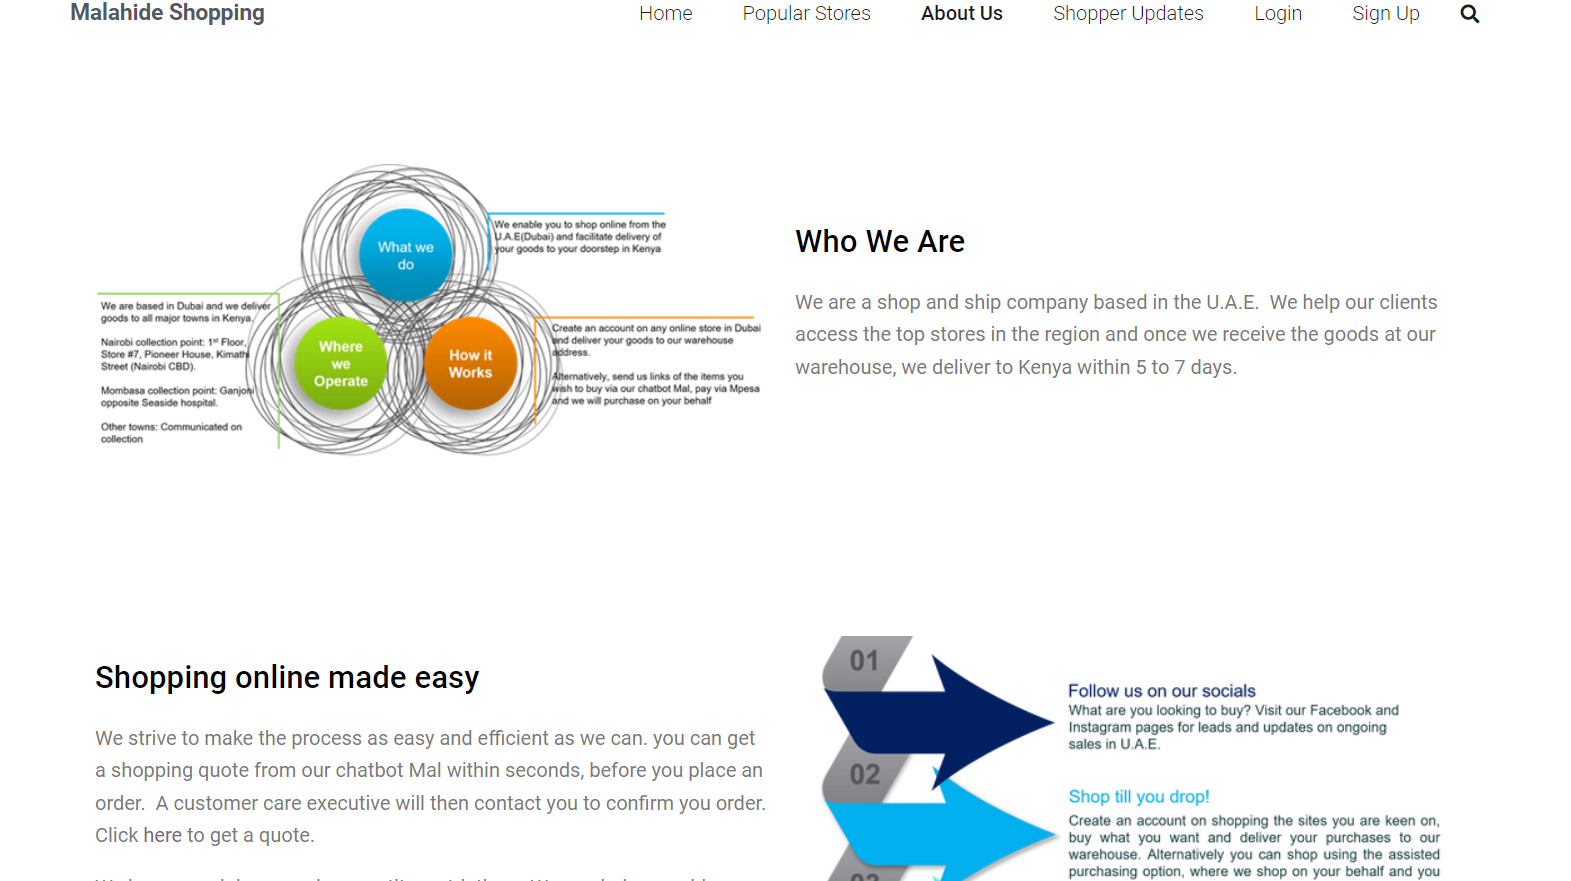 Malahide Shopping
Home
Popular Stores
About Us
Shopper Updates
Login
Sign Up
What we
do
We enable you to shop online from the
U.A.E(Dubai) and facilitate delivery of
your goods to your doorstep in Kenya
We are based in Dubai and we deliver
goods to all major towns in Kenya.
Nairobi collection point: 1st Floor,
Store #7, Pioneer House, Kimathi
Street (Nairobi CBD).
Mombasa collection point: Ganjoni
opposite Seaside hospital.
Other towns: Communicated on
collection
Where
we
Operate
How it
Works
Create an account on any online store in Dubai
and deliver your goods to our warehouse
address.
Alternatively, send us links of the items you
wish to buy via our chatbot Mal, pay via Mpesa
and we will purchase on your behalf
Who We Are
We are a shop and ship company based in the U.A.E.  We help our clients
access the top stores in the region and once we receive the goods at our
warehouse, we deliver to Kenya within 5 to 7 days.
Shopping online made easy
We strive to make the process as easy and efficient as we can. you can get
a shopping quote from our chatbot Mal within seconds, before you place an
order.  A customer care executive will then contact you to confirm you order.
Click here to get a quote.
01
Follow us on our socials
What are you looking to buy? Visit our Facebook and
Instagram pages for leads and updates on ongoing
sales in U.A.E.
02
Shop till you drop!
Create an account on shopping the sites you are keen on,
buy what you want and deliver your purchases to our
warehouse. Alternatively you can shop using the assisted
purchasing option, where we shop on your behalf and you
03